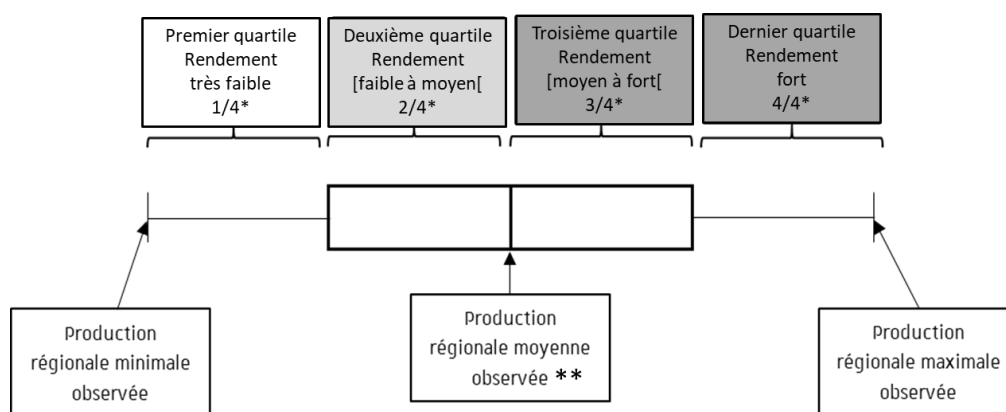 Premier quartile
Rendement
très faible
1/4*
Deuxième quartile
Rendement
[faible à moyen[
2/4*
Troisième quartile
Rendement
[moyen à fort[
3/4*
Dernier quartile
Rendement
fort
4/4*
Production
régionale minimale
observée
Production
régionale moyenne
observée **
Production
régionale maximale
observée